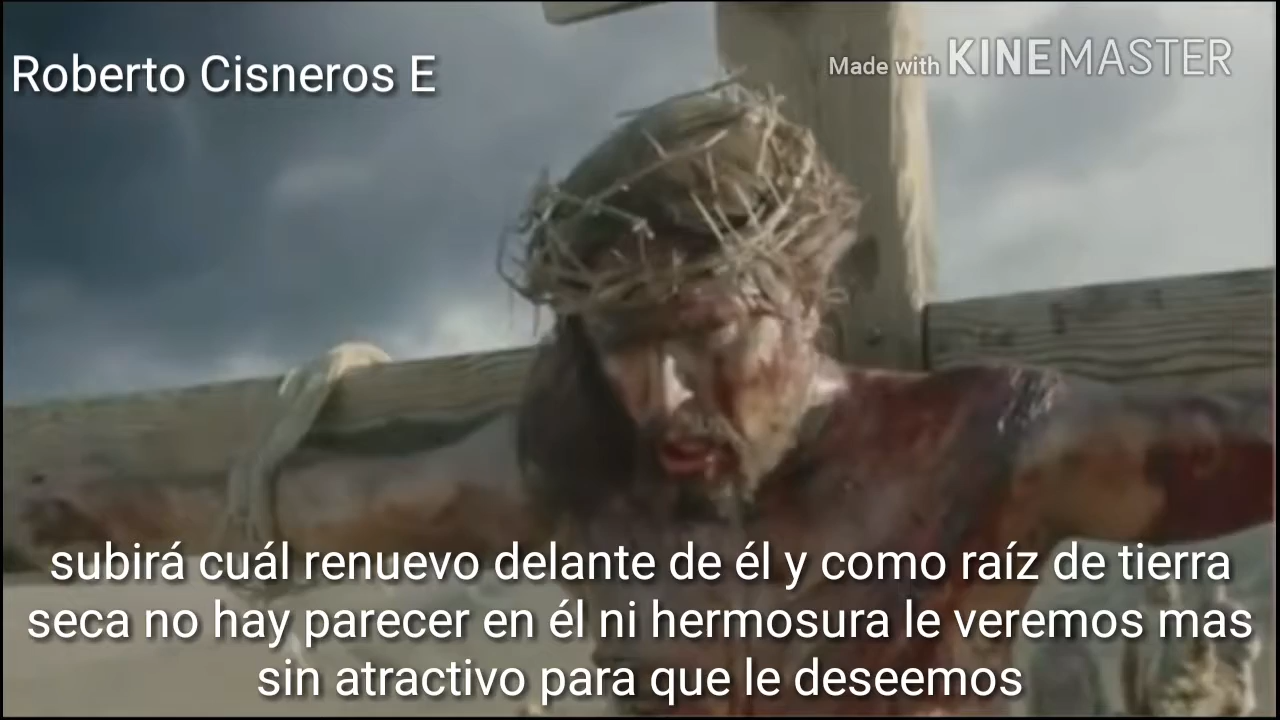 Roberto Cisneros E
Made with KINEMASTER
subirá cuál renuevo delante de él y como raíz de tierra
seca no hay parecer en él ni hermosura le veremos mas
sin atractivo para que le deseemos